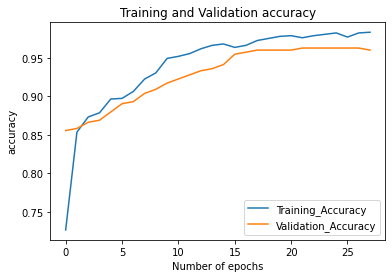 Training and Validation accuracy
accuracy
0.95
0.90
0.85
0.80
0.75
Training_Accuracy
Validation_Accuracy
0 5 10 15 20 25
Number of epochs